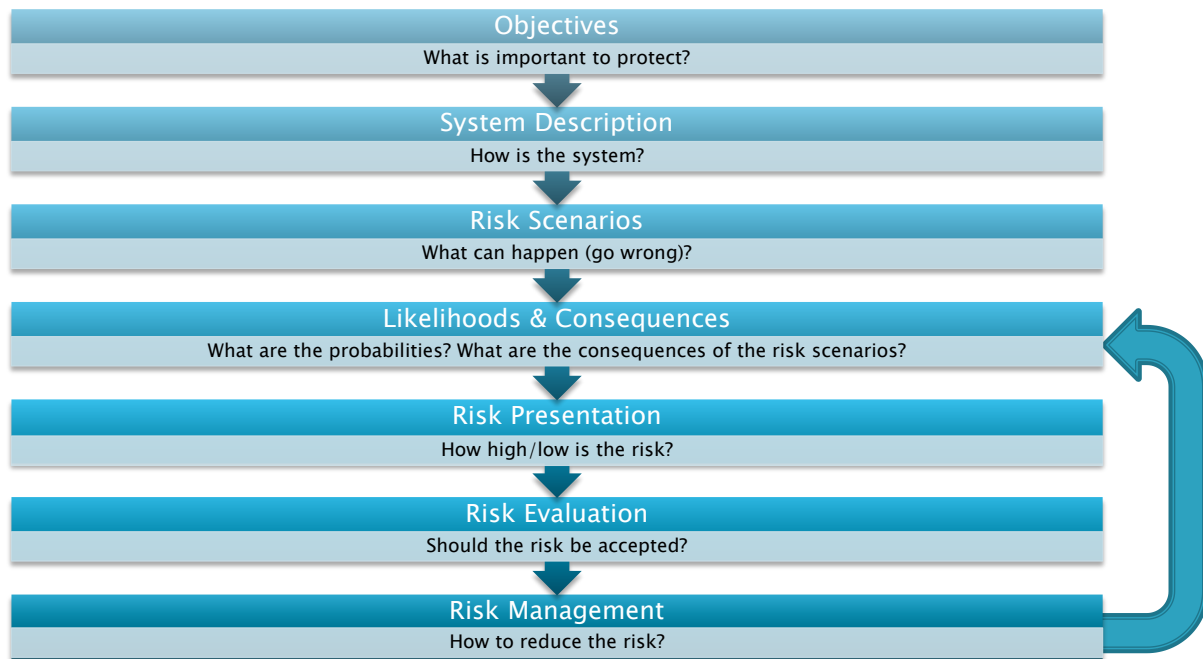 Objectives
What is important to protect?
System Description
How is the system?
Risk Scenarios
What can happen (go wrong)?
Likelihoods & Consequences
What are the probabilities? What are the consequences of the risk scenarios?
Risk Presentation
How high/low is the risk?
Risk Evaluation
Should the risk be accepted?
Risk Management
How to reduce the risk?